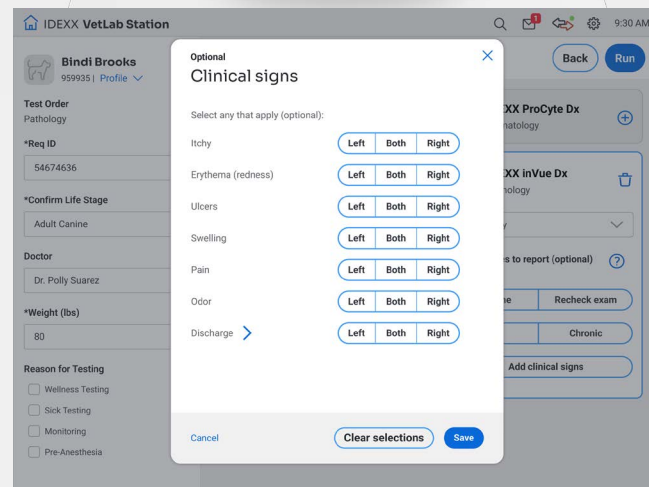 IDEXX VetLab Station
1
9:30 AM
Bindi Brooks
959935 | Profile
Back
Run
Test Order
Pathology
*Req ID
54674636
*Confirm Life Stage
Adult Canine
Doctor
Dr. Polly Suarez
*Weight (lbs)
80
Reason for Testing
Wellness Testing
Sick Testing
Monitoring
Pre-Anesthesia
Optional
Clinical signs
Select any that apply (optional):
Itchy Left Both Right
Erythema (redness) Left Both Right
Ulcers Left Both Right
Swelling Left Both Right
Pain Left Both Right
Odor Left Both Right
Discharge Left Both Right
Cancel
Clear selections
Save
XX ProCyte Dx
natology
XX inVue Dx
nology
y
s to report (optional)
ne
Recheck exam
Chronic
Add clinical signs